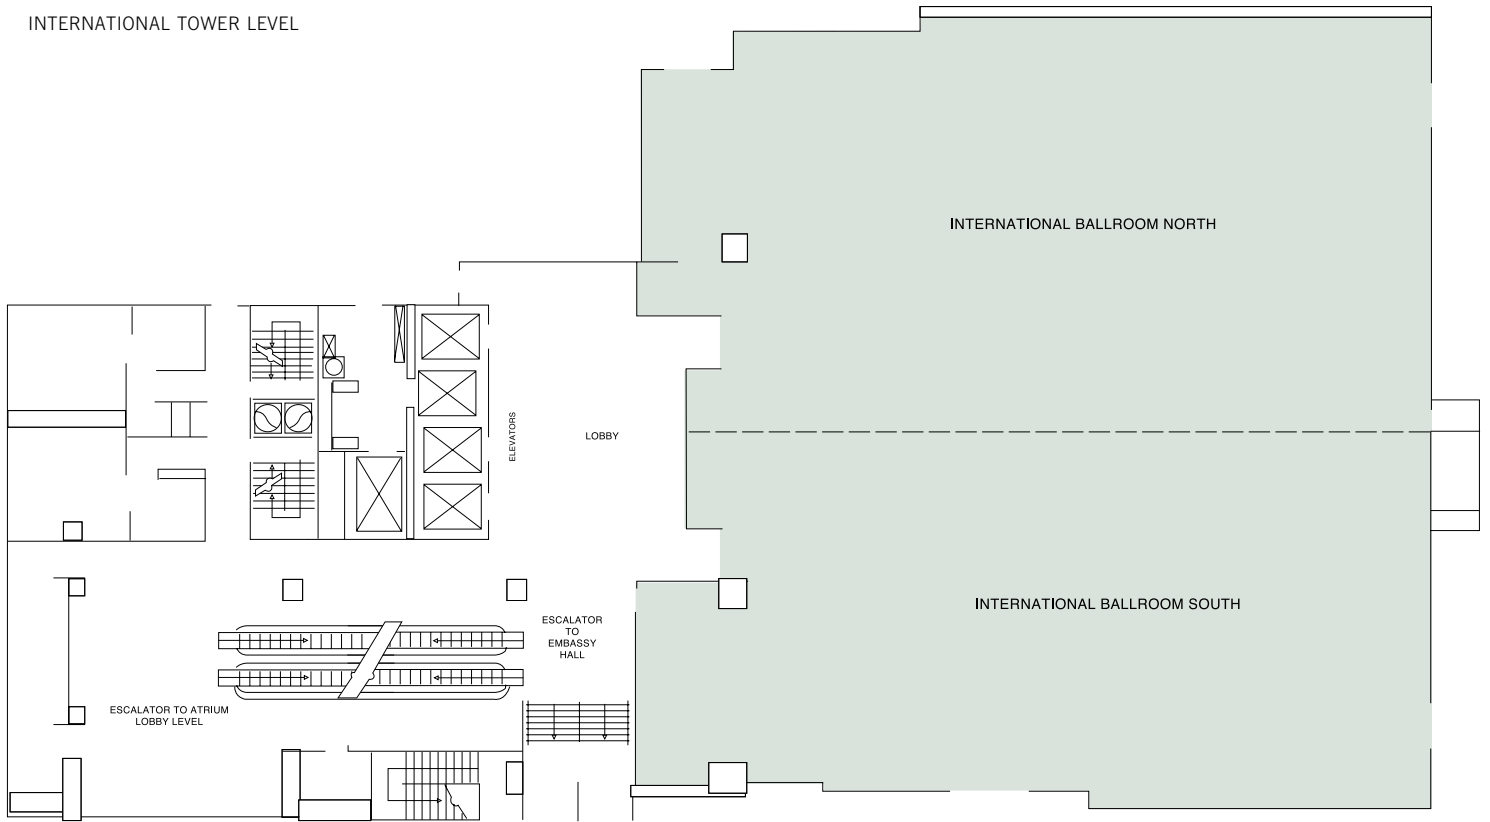 INTERNATIONAL TOWER LEVEL
INTERNATIONAL BALLROOM NORTH
ELEVATORS
LOBBY
INTERNATIONAL BALLROOM SOUTH
ESCALATOR
TO
EMBASSY
HALL
ESCALATOR TO ATRIUM
LOBBY LEVEL